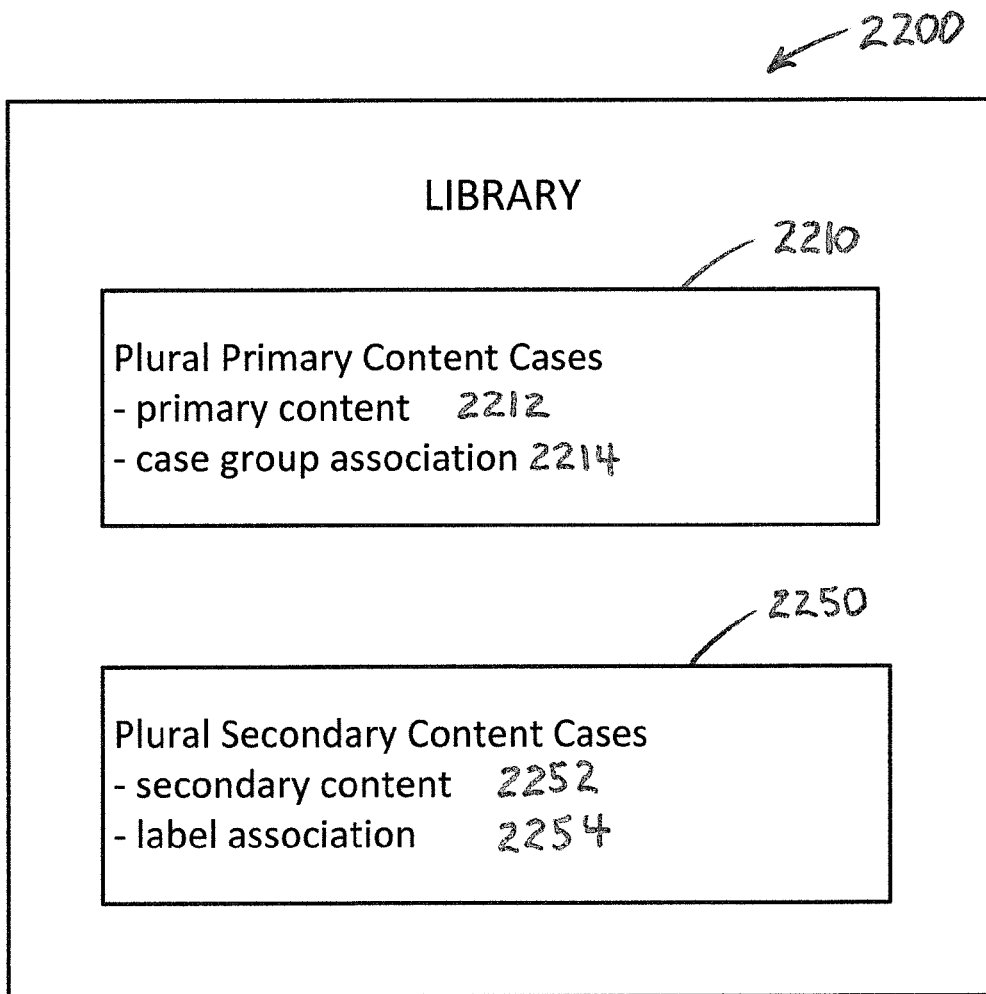 2200
LIBRARY
2210
Plural Primary Content Cases
- primary content 2212
- case group association 2214
2250
Plural Secondary Content Cases
- secondary content 2252
- label association 2254